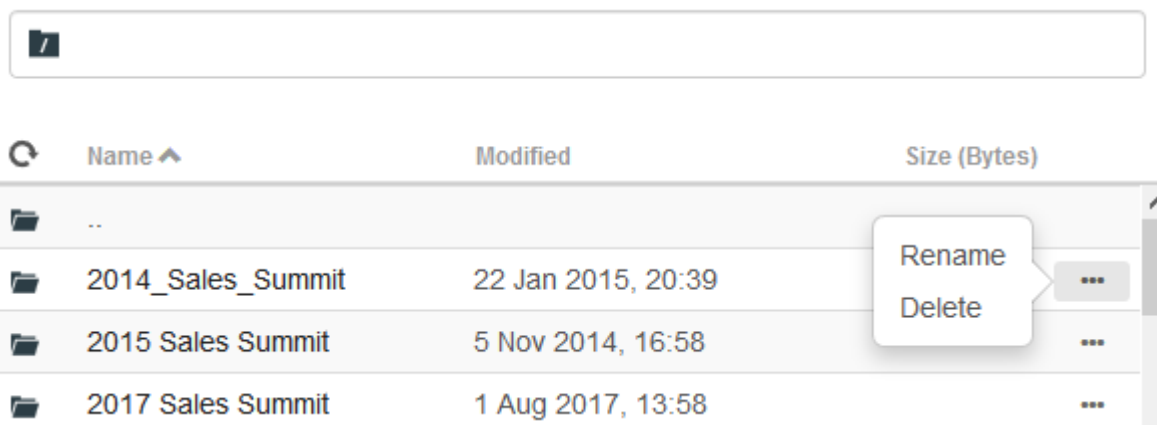 /
Name Modified Size (Bytes)
..
Rename
2014_Sales_Summit 22 Jan 2015, 20:39 •••
Delete
2015 Sales Summit 5 Nov 2014, 16:58 •••
2017 Sales Summit 1 Aug 2017, 13:58 •••